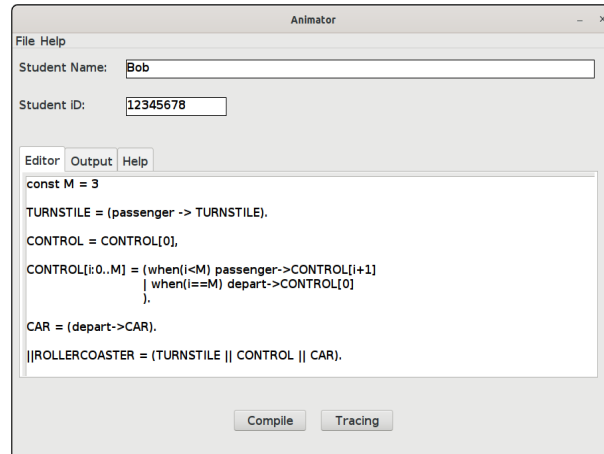 Animator
File Help
Student Name: Bob
Student iD: 12345678
Editor Output Help
const M = 3
TURNSTILE = (passenger -> TURNSTILE).
CONTROL = CONTROL[0],
CONTROL[i:0..M] = (when(i<M) passenger->CONTROL[i+1]
| when(i==M) depart->CONTROL[0]
).
CAR = (depart->CAR).
||ROLLERCOASTER = (TURNSTILE || CONTROL || CAR).
Compile Tracing